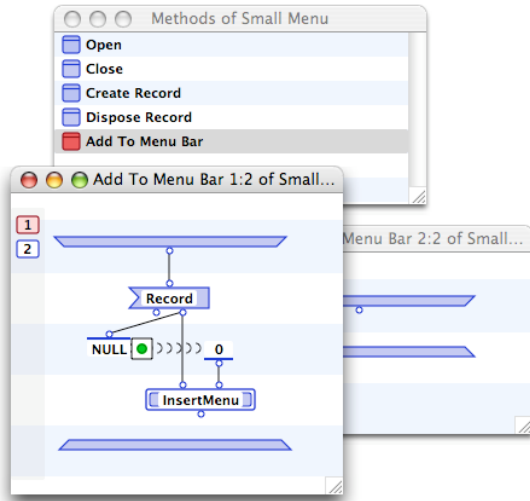 Methods of Small Menu
Open
Close
Create Record
Dispose Record
Add To Menu Bar
Add To Menu Bar 1:2 of Small...
Menu Bar 2:2 of Small...
1
2
Record
NULL
0
InsertMenu